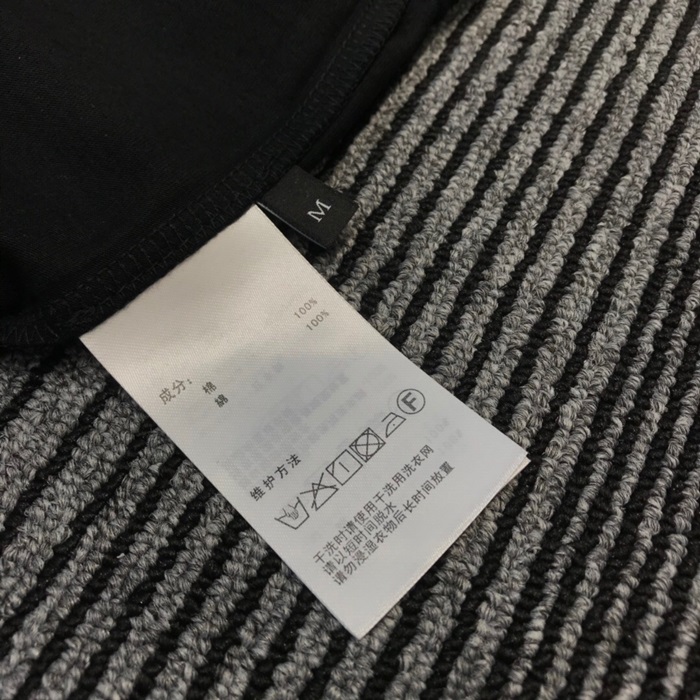 M
成分: 棉 100%
綿 100%
维护方法
F
干洗时请使用干洗用洗衣网
请以短时间脱水
请勿浸湿衣物后长时间放置